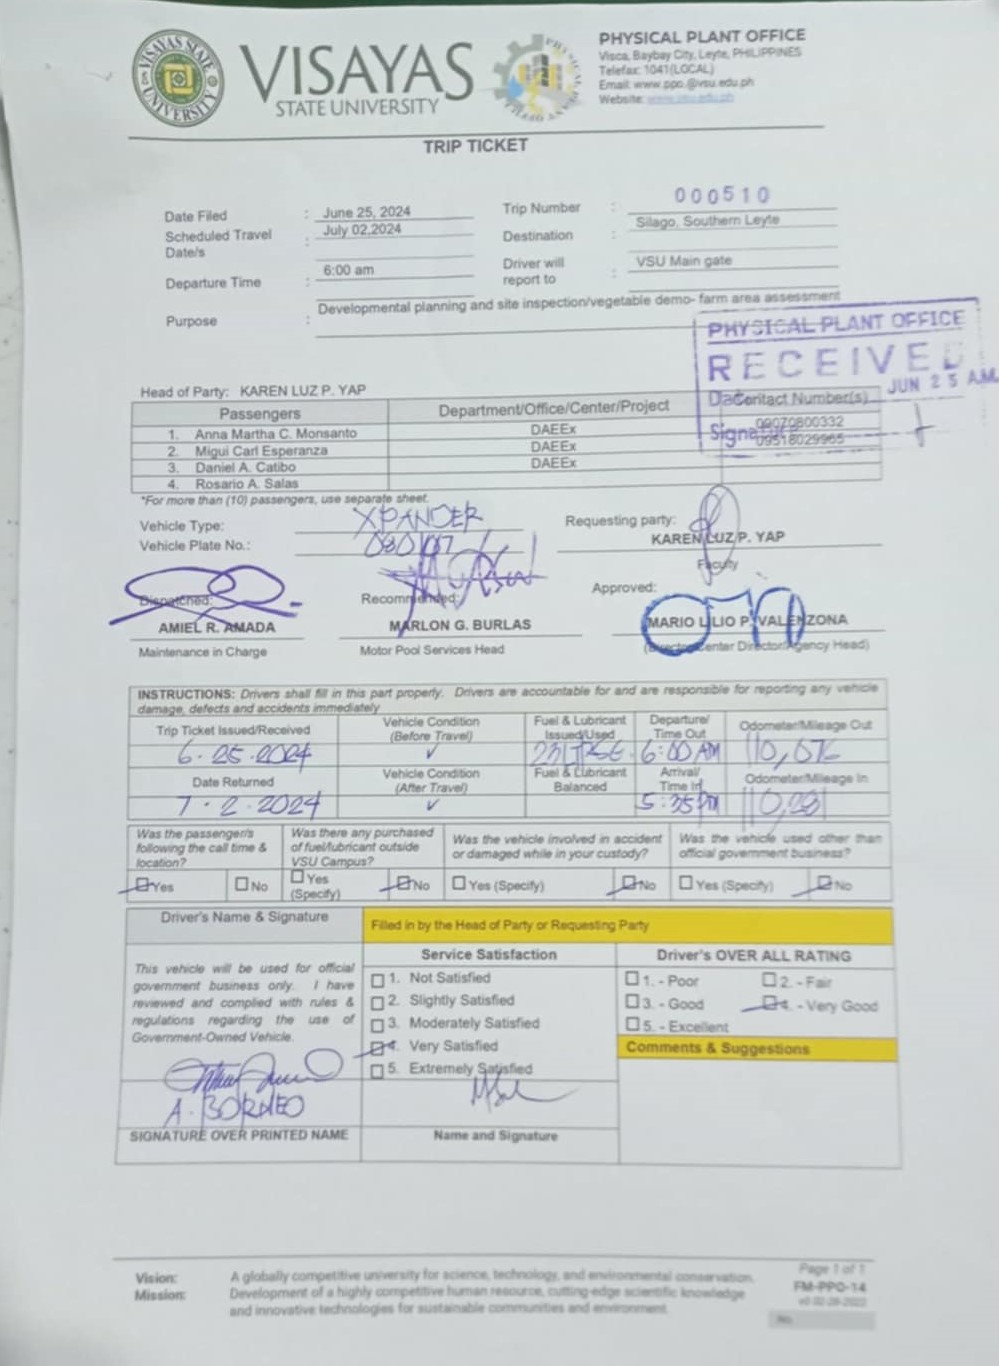 VISAYAS
STATE UNIVERSITY
PHYSICAL PLANT OFFICE
Visca, Baybay City, Leyte, PHILIPPINES
Telefax: 1041(LOCAL)
Email: www.ppo.@vsu.edu.ph
Website: www.vsu.edu.ph
TRIP TICKET
Date Filed : June 25, 2024
Trip Number : 000510
Scheduled Travel Date/s : July 02,2024
Destination : Silago, Southern Leyte
Departure Time : 6:00 am
Driver will report to : VSU Main gate
Purpose : Developmental planning and site inspection/vegetable demo- farm area assessment
PHYSICAL PLANT OFFICE
RECEIVED
JUN 25 A.M.
Head of Party: KAREN LUZ P. YAP
Passengers Department/Office/Center/Project Contact Number(s)
1. Anna Martha C. Monsanto DAEEx 09070800332
2. Migui Carl Esperanza DAEEx 09518029965
3. Daniel A. Catibo DAEEx
4. Rosario A. Salas
*For more than (10) passengers, use separate sheet.
Vehicle Type: XPANDER
Requesting party:
Vehicle Plate No.:
KAREN LUZ P. YAP
Faculty
Dispatched: Recommended: Approved:
AMIEL R. AMADA MARLON G. BURLAS MARIO LILIO P. VALENZONA
Maintenance in Charge Motor Pool Services Head (Director/Center Director/Agency Head)
INSTRUCTIONS: Drivers shall fill in this part properly. Drivers are accountable for and are responsible for reporting any vehicle
damage, defects and accidents immediately
Trip Ticket Issued/Received Vehicle Condition (Before Travel) Fuel & Lubricant Issued/Used Departure/ Time Out Odometer/Mileage Out
6-25-2024 ✓ 6:00 AM
Date Returned Vehicle Condition (After Travel) Fuel & Lubricant Balanced Arrival/ Time In Odometer/Mileage In
7-2-2024 ✓ 5:35 PM
Was the passenger/s following the call time & location? Was there any purchased of fuel/lubricant outside VSU Campus? Was the vehicle involved in accident or damaged while in your custody? Was the vehicle used other than official government business?
Yes No Yes (Specify) No Yes (Specify) No Yes (Specify) No
Driver's Name & Signature
Filled in by the Head of Party or Requesting Party
This vehicle will be used for official
government business only. I have
reviewed and complied with rules &
regulations regarding the use of
Government-Owned Vehicle.
A. BORNEO
SIGNATURE OVER PRINTED NAME
Service Satisfaction
1. Not Satisfied
2. Slightly Satisfied
3. Moderately Satisfied
4. Very Satisfied
5. Extremely Satisfied
Name and Signature
Driver's OVER ALL RATING
1. - Poor 2. - Fair
3. - Good 4. - Very Good
5. - Excellent
Comments & Suggestions
Vision: A globally competitive university for science, technology, and environmental conservation.
Mission: Development of a highly competitive human resource, cutting-edge scientific knowledge
and innovative technologies for sustainable communities and environment.
Page 1 of 1
FM-PPO-14
No.